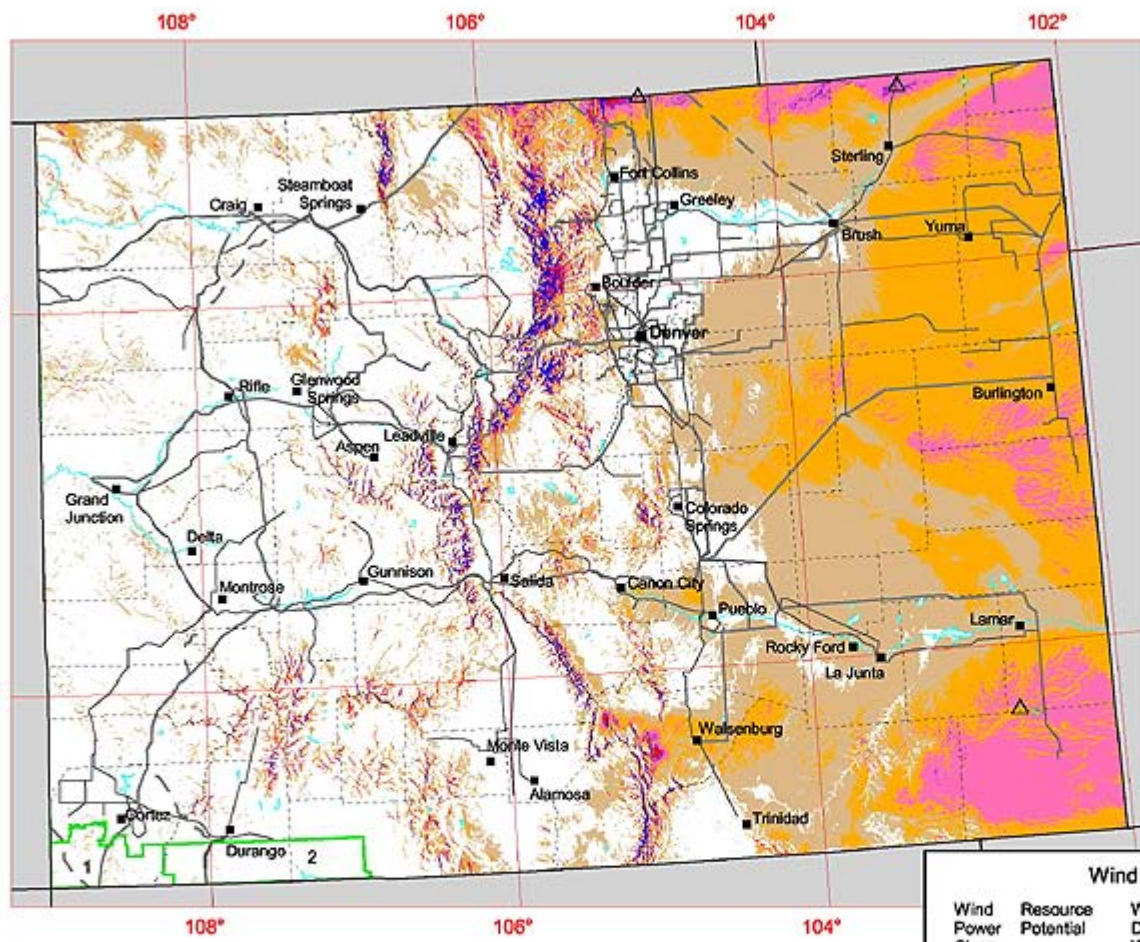 108° 106° 104° 102°
Sterling
Fort Collins
Steamboat
Springs
Craig
Greeley
Brush
Yuma
Boulder
Denver
Rifle
Glenwood
Springs
Burlington
Leadville
Aspen
Grand
Junction
Colorado
Springs
Delta
Gunnison
Salida
Canon City
Montrose
Pueblo
Lamar
Rocky Ford
La Junta
Walsenburg
Monte Vista
Alamosa
Trinidad
Cortez
Durango
1 2
Wind
Wind Resource
Power Potential
108° 106° 104°